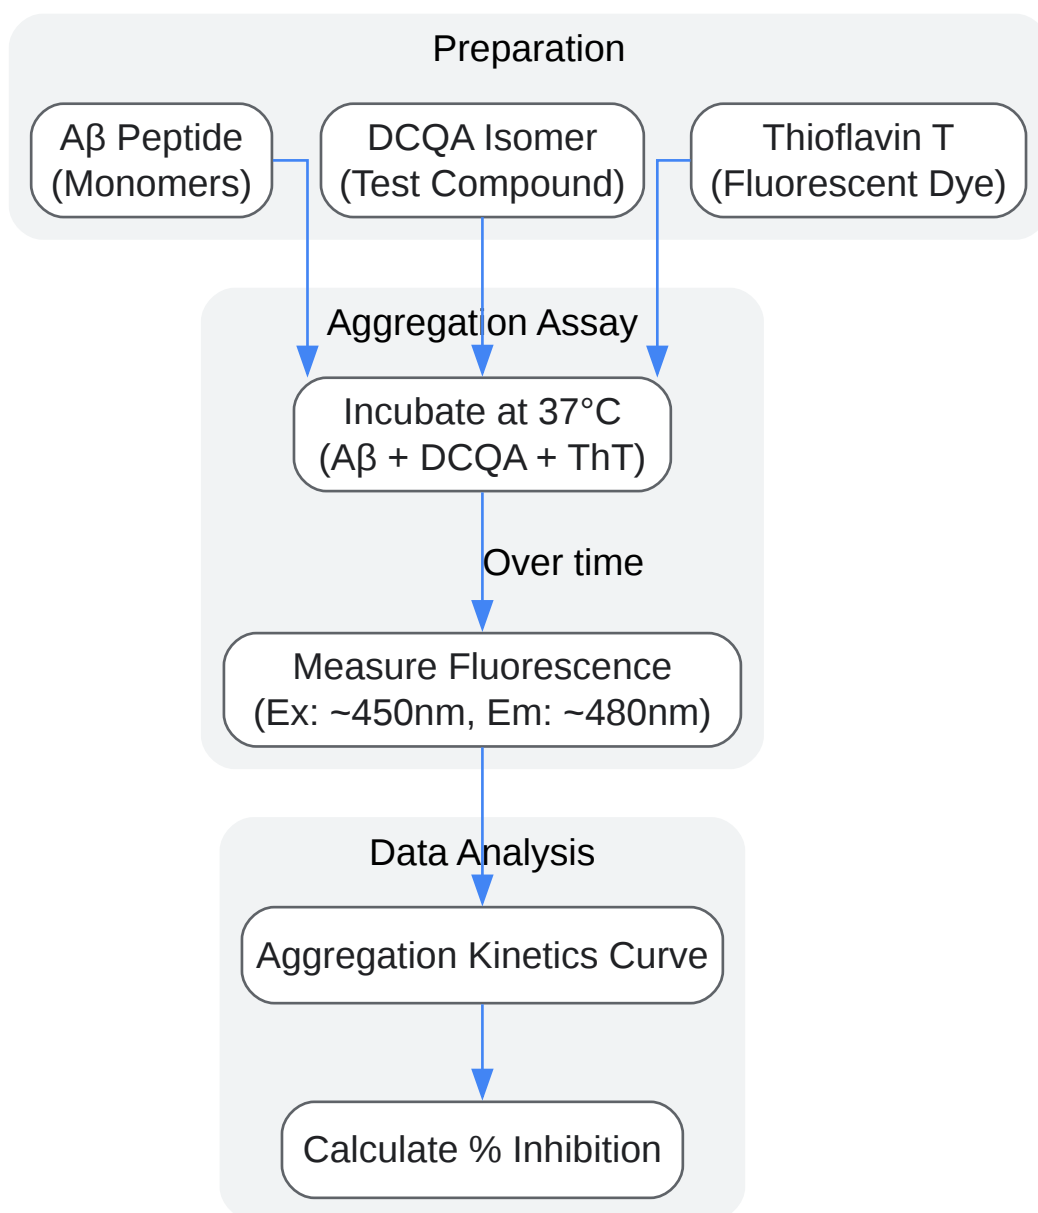 Preparation
Aβ Peptide
(Monomers)
DCQA Isomer
(Test Compound)
Thioflavin T
(Fluorescent Dye)
Aggregation Assay
Incubate at 37°C
(Aβ + DCQA + ThT)
Over time
Measure Fluorescence
(Ex: ~450nm, Em: ~480nm)
Data Analysis
Aggregation Kinetics Curve
Calculate % Inhibition